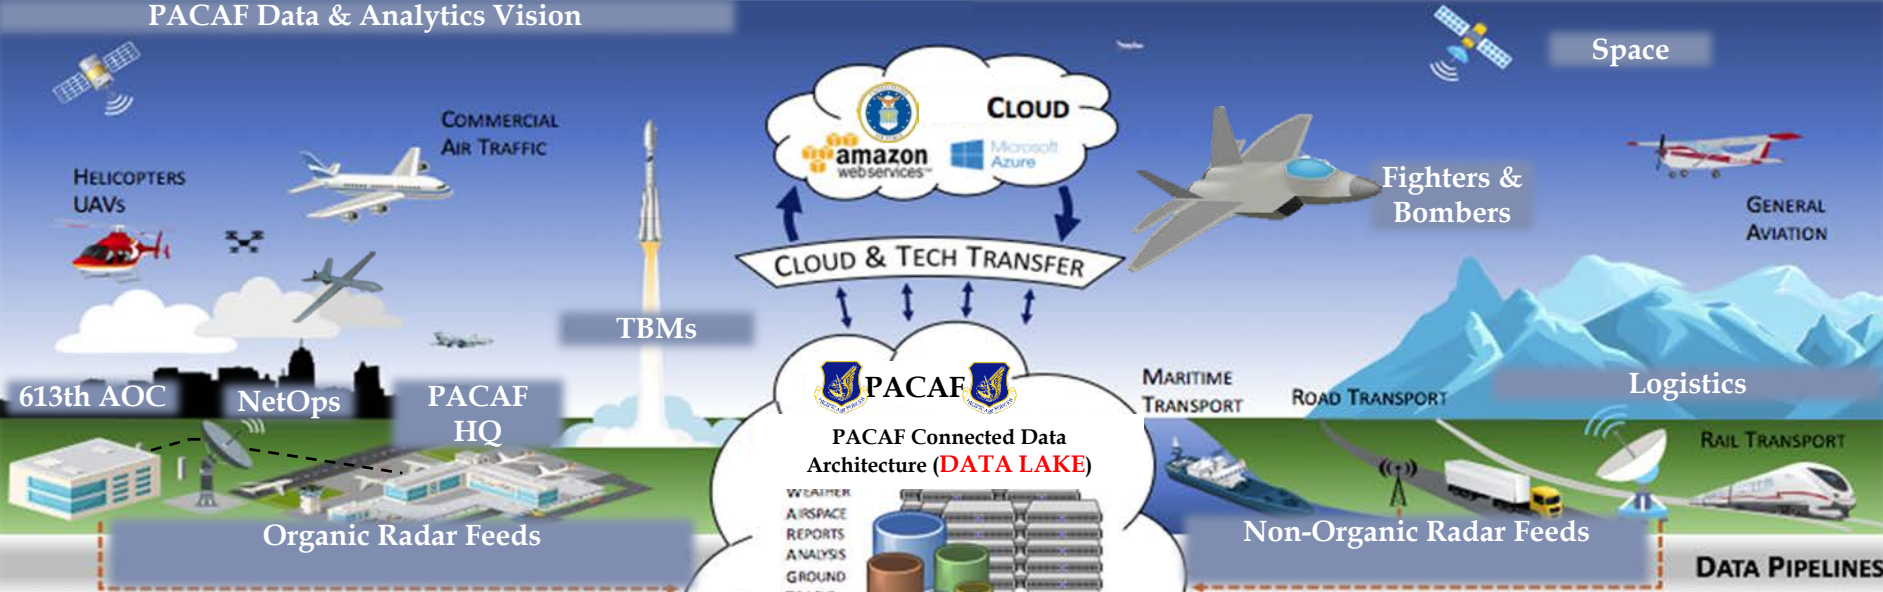 PACAF Data & Analytics Vision
Space
COMMERCIAL
AIR TRAFFIC
HELICOPTERS
UAVS
CLOUD
amazon
webservices™
Microsoft
Azure
Fighters &
Bombers
GENERAL
AVIATION
CLOUD & TECH TRANSFER
TBMs
613th AOC
NetOps
PACAF
HQ
PACAF
PACAF Connected Data
Architecture (DATA LAKE)
WEATHER
AIRSPACE
REPORTS
ANALYSIS
GROUND
MARITIME
TRANSPORT
ROAD TRANSPORT
Logistics
RAIL TRANSPORT
Organic Radar Feeds
Non-Organic Radar Feeds
DATA PIPELINES